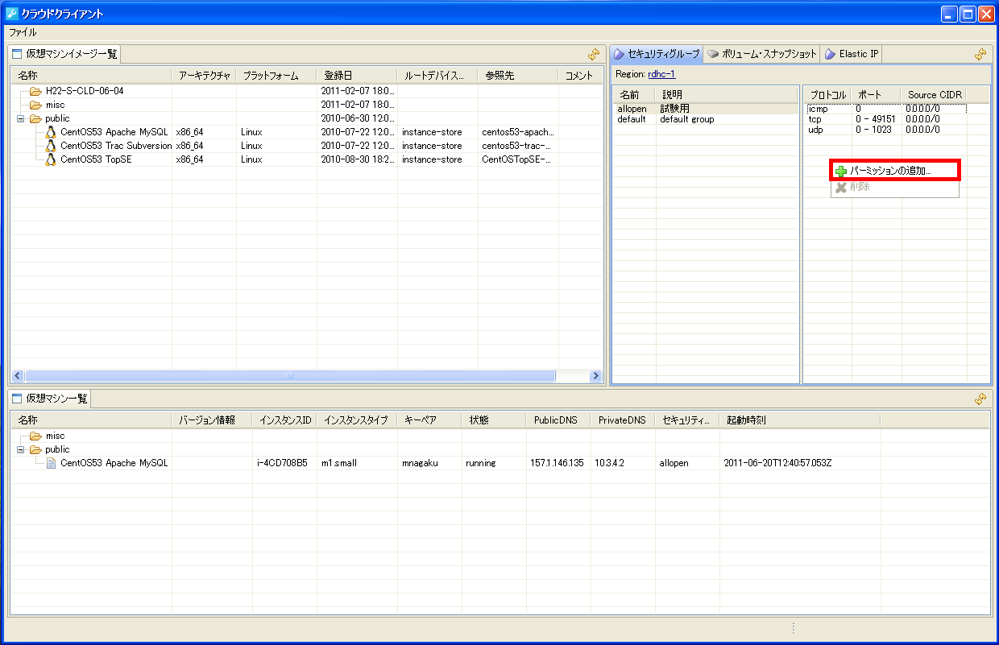 クラウドクライアント
ファイル
仮想マシンイメージ一覧
名称 アーキテクチャ プラットフォーム 登録日 ルートデバイス... 参照先 コメント
H22-S-CLD-06-04 2011-02-07 18:0...
misc 2011-02-07 18:0...
public 2010-06-30 12:0...
CentOS53 Apache MySQL x86_64 Linux 2010-07-22 12:0... instance-store centos53-apach...
CentOS53 Trac Subversion x86_64 Linux 2010-07-22 12:0... instance-store centos53-trac-...
CentOS53 TopSE x86_64 Linux 2010-08-30 18:2... instance-store CentOSTopSE-...
セキュリティグループ ボリューム・スナップショット Elastic IP
Region: rdhc-1
名前 説明
allopen 試験用
default default group
プロトコル ポート Source CIDR
icmp 0 0.0.0.0/0
tcp 0 - 49151 0.0.0.0/0
udp 0 - 1023 0.0.0.0/0
パーミッションの追加...
削除
仮想マシン一覧
名称 バージョン情報 インスタンスID インスタンスタイプ キーペア 状態 PublicDNS PrivateDNS セキュリティ... 起動時刻
misc
public
CentOS53 Apache MySQL i-4CD708B5 m1.small mnagaku running 157.1.146.135 10.3.4.2 allopen 2011-06-20T12:40:57.053Z